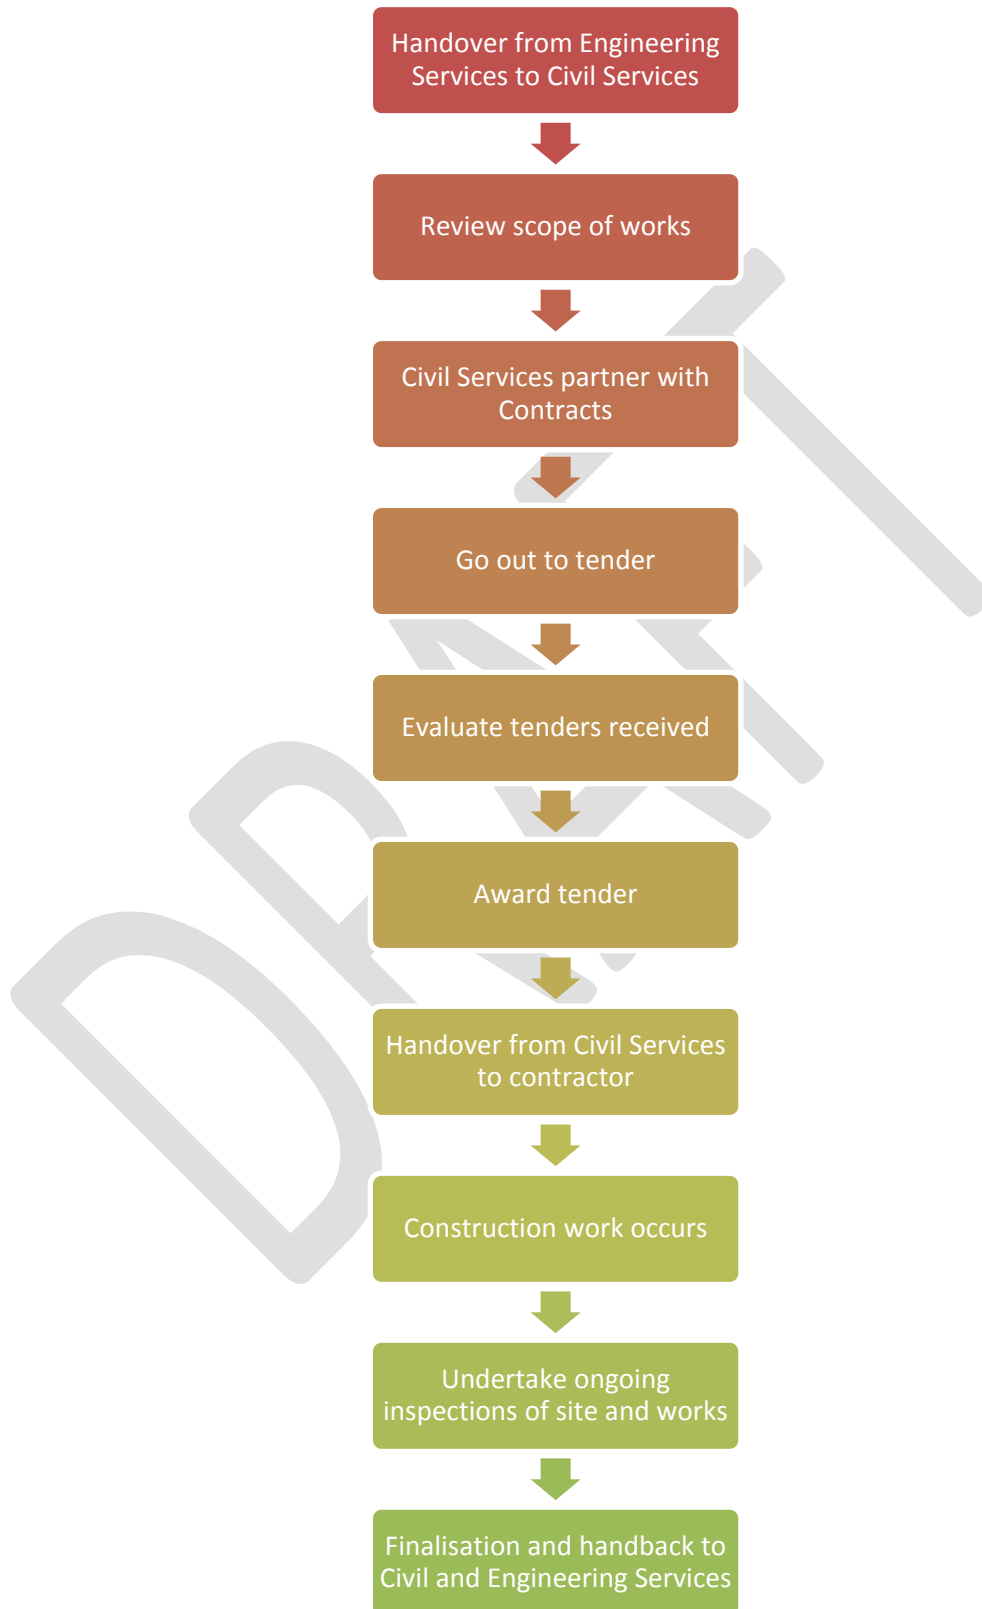 Handover from Engineering
Services to Civil Services
Review scope of works
Civil Services partner with
Contracts
Go out to tender
Evaluate tenders received
Award tender
Handover from Civil Services
to contractor
Construction work occurs
Undertake ongoing
inspections of site and works
Finalisation and handback to
Civil and Engineering Services
DRAFT